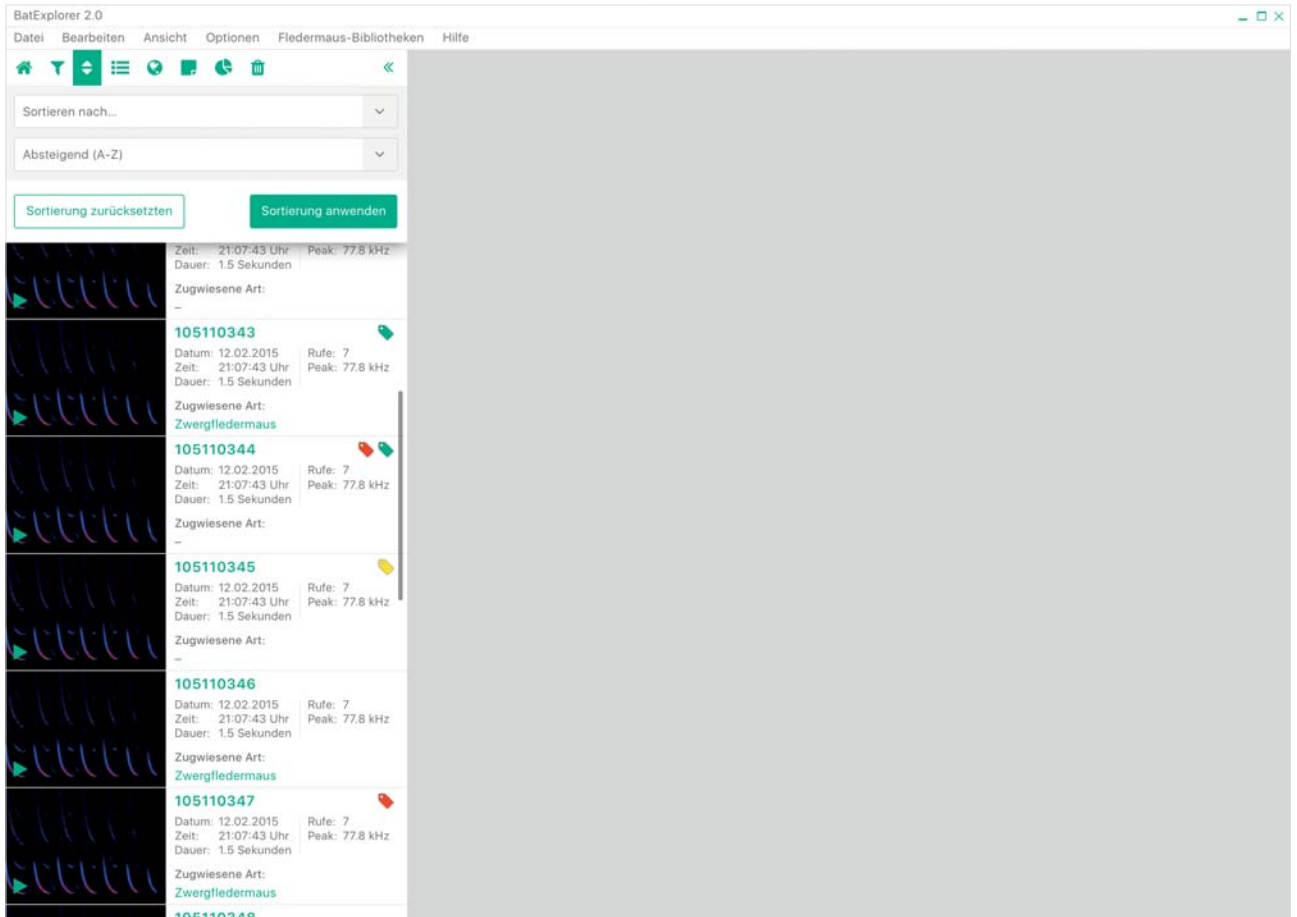 BatExplorer 2.0
Datei Bearbeiten Ansicht Optionen Fledermaus-Bibliotheken Hilfe
Sortieren nach...
Absteigend (A-Z)
Sortierung zurücksetzten Sortierung anwenden
Zeit: 21:07:43 Uhr Peak: 77.8 kHz
Dauer: 1.5 Sekunden
Zugwiesene Art:
–
105110343
Datum: 12.02.2015 Rufe: 7
Zeit: 21:07:43 Uhr Peak: 77.8 kHz
Dauer: 1.5 Sekunden
Zugwiesene Art:
Zwergfledermaus
105110344
Datum: 12.02.2015 Rufe: 7
Zeit: 21:07:43 Uhr Peak: 77.8 kHz
Dauer: 1.5 Sekunden
Zugwiesene Art:
–
105110345
Datum: 12.02.2015 Rufe: 7
Zeit: 21:07:43 Uhr Peak: 77.8 kHz
Dauer: 1.5 Sekunden
Zugwiesene Art:
–
105110346
Datum: 12.02.2015 Rufe: 7
Zeit: 21:07:43 Uhr Peak: 77.8 kHz
Dauer: 1.5 Sekunden
Zugwiesene Art:
Zwergfledermaus
105110347
Datum: 12.02.2015 Rufe: 7
Zeit: 21:07:43 Uhr Peak: 77.8 kHz
Dauer: 1.5 Sekunden
Zugwiesene Art:
Zwergfledermaus
105110348